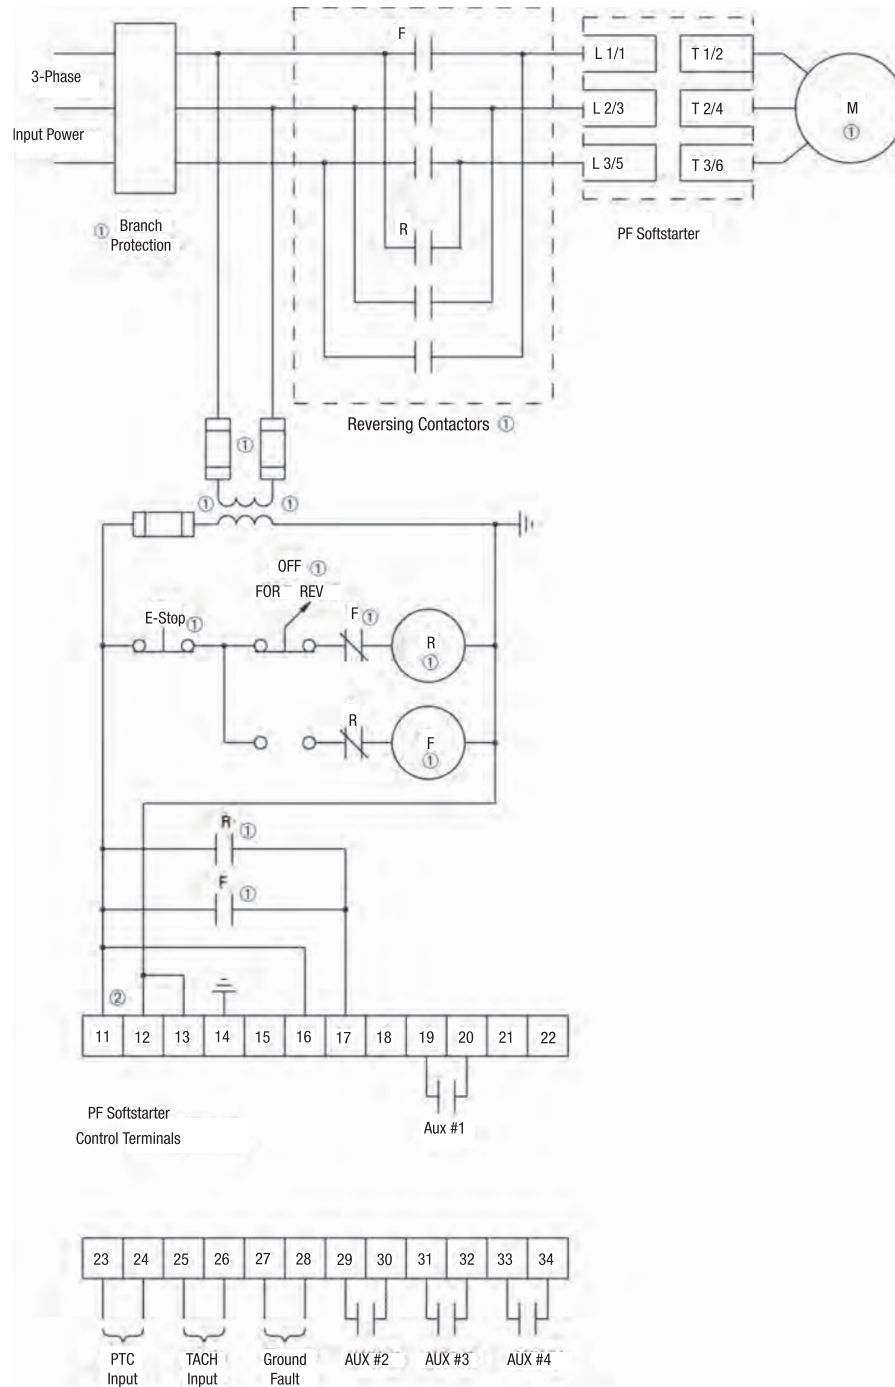 F
3-Phase
Input Power
L 1/1
T 1/2
L 2/3
T 2/4
L 3/5
T 3/6
M
①
① Branch
Protection
R
PF Softstarter
Reversing Contactors ①
①
① ①
OFF ①
FOR REV
E-Stop ①
F ①
R
①
R
F
①
R ①
F ①
②
11 12 13 14 15 16 17 18 19 20 21 22
PF Softstarter
Control Terminals
Aux #1
23 24 25 26 27 28 29 30 31 32 33 34
PTC
Input
TACH
Input
Ground
Fault
AUX #2
AUX #3
AUX #4